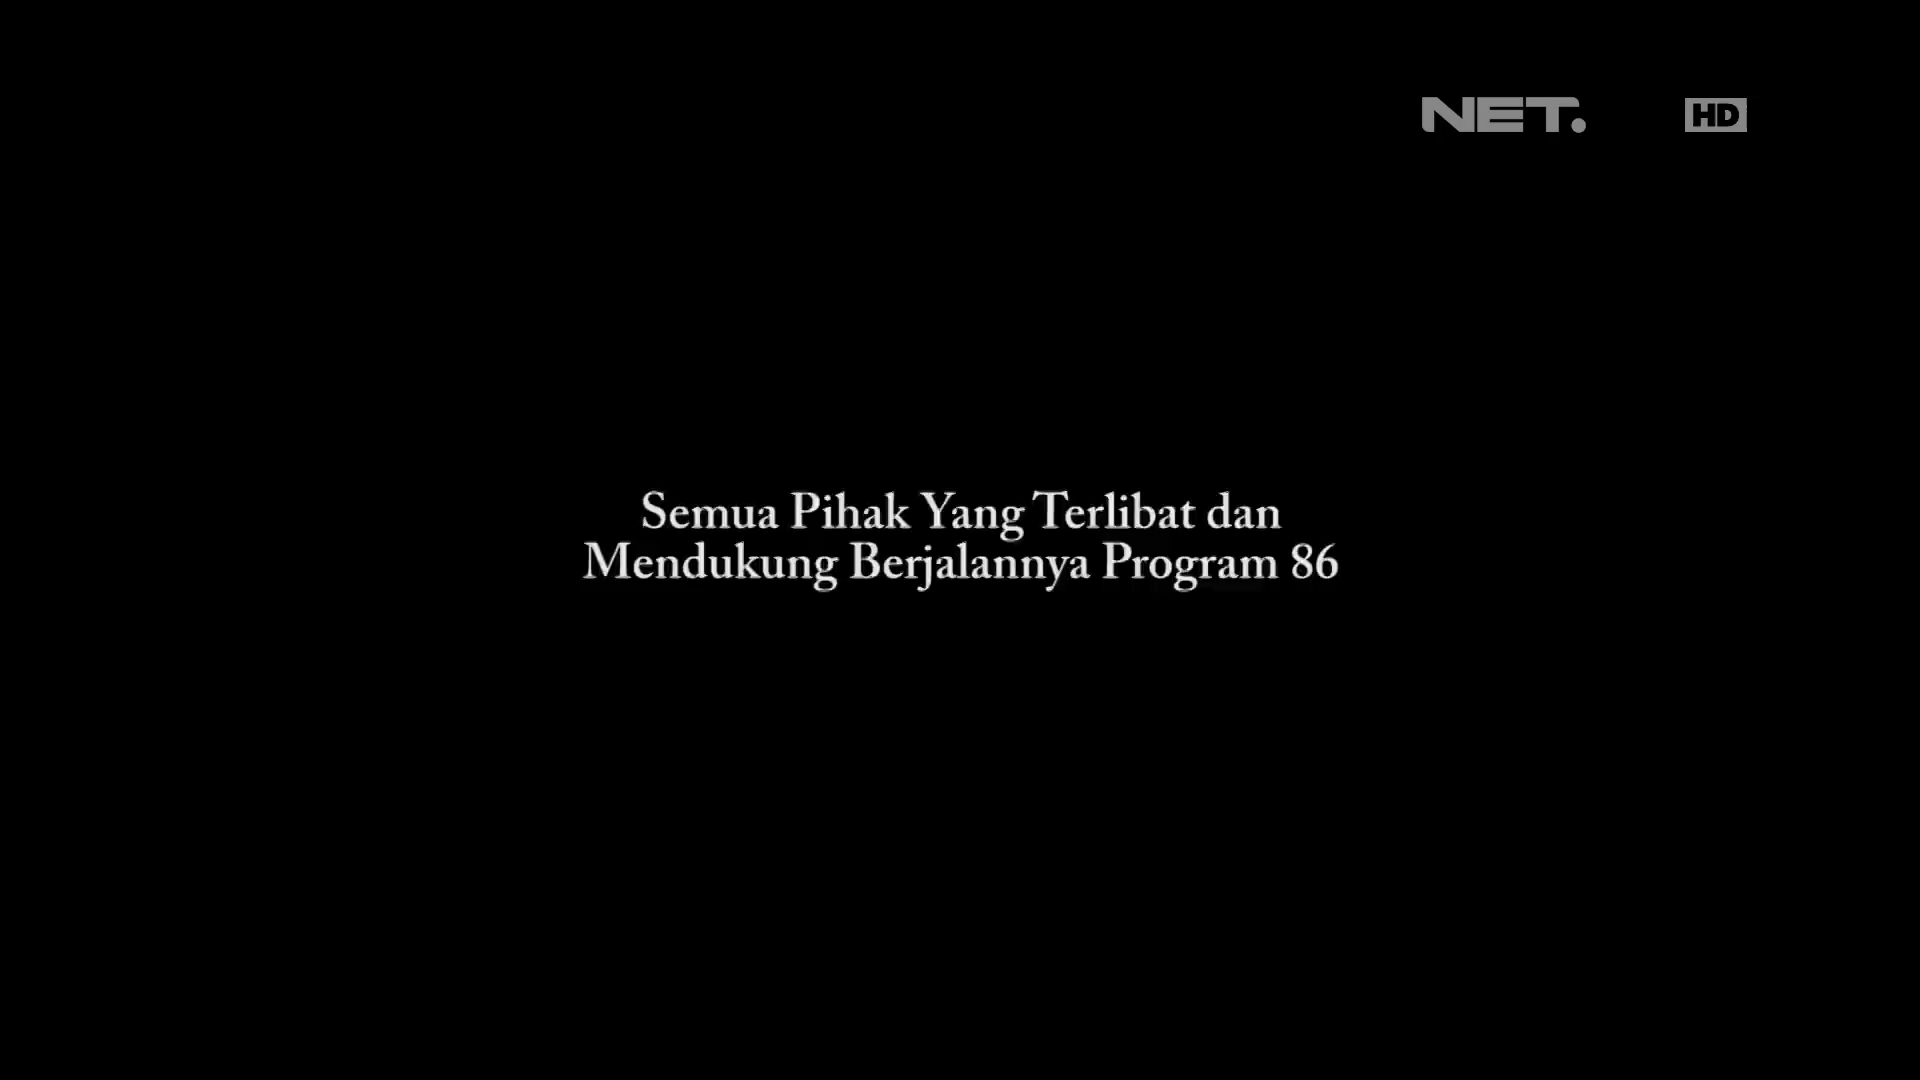 NET. HD
Semua Pihak Yang Terlibat dan
Mendukung Berjalannya Program 86